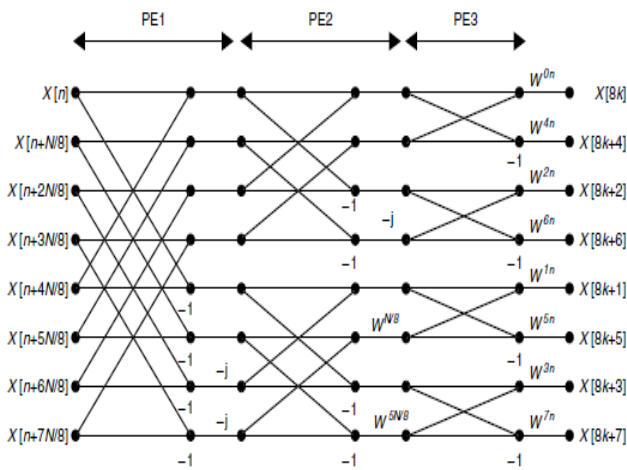 PE1 PE2 PE3
X[n] W^0n X[8k]
X[n+N/8] W^4n X[8k+4]
-1
X[n+2N/8] W^2n X[8k+2]
-1 -j
X[n+3N/8] W^6n X[8k+6]
-1 -1
X[n+4N/8] W^1n X[8k+1]
-1 W^N/8
X[n+5N/8] W^5n X[8k+5]
-1 -j -1
X[n+6N/8] W^3n X[8k+3]
-1 -j -1 W^5N/8
X[n+7N/8] W^7n X[8k+7]
-1 -1 -1